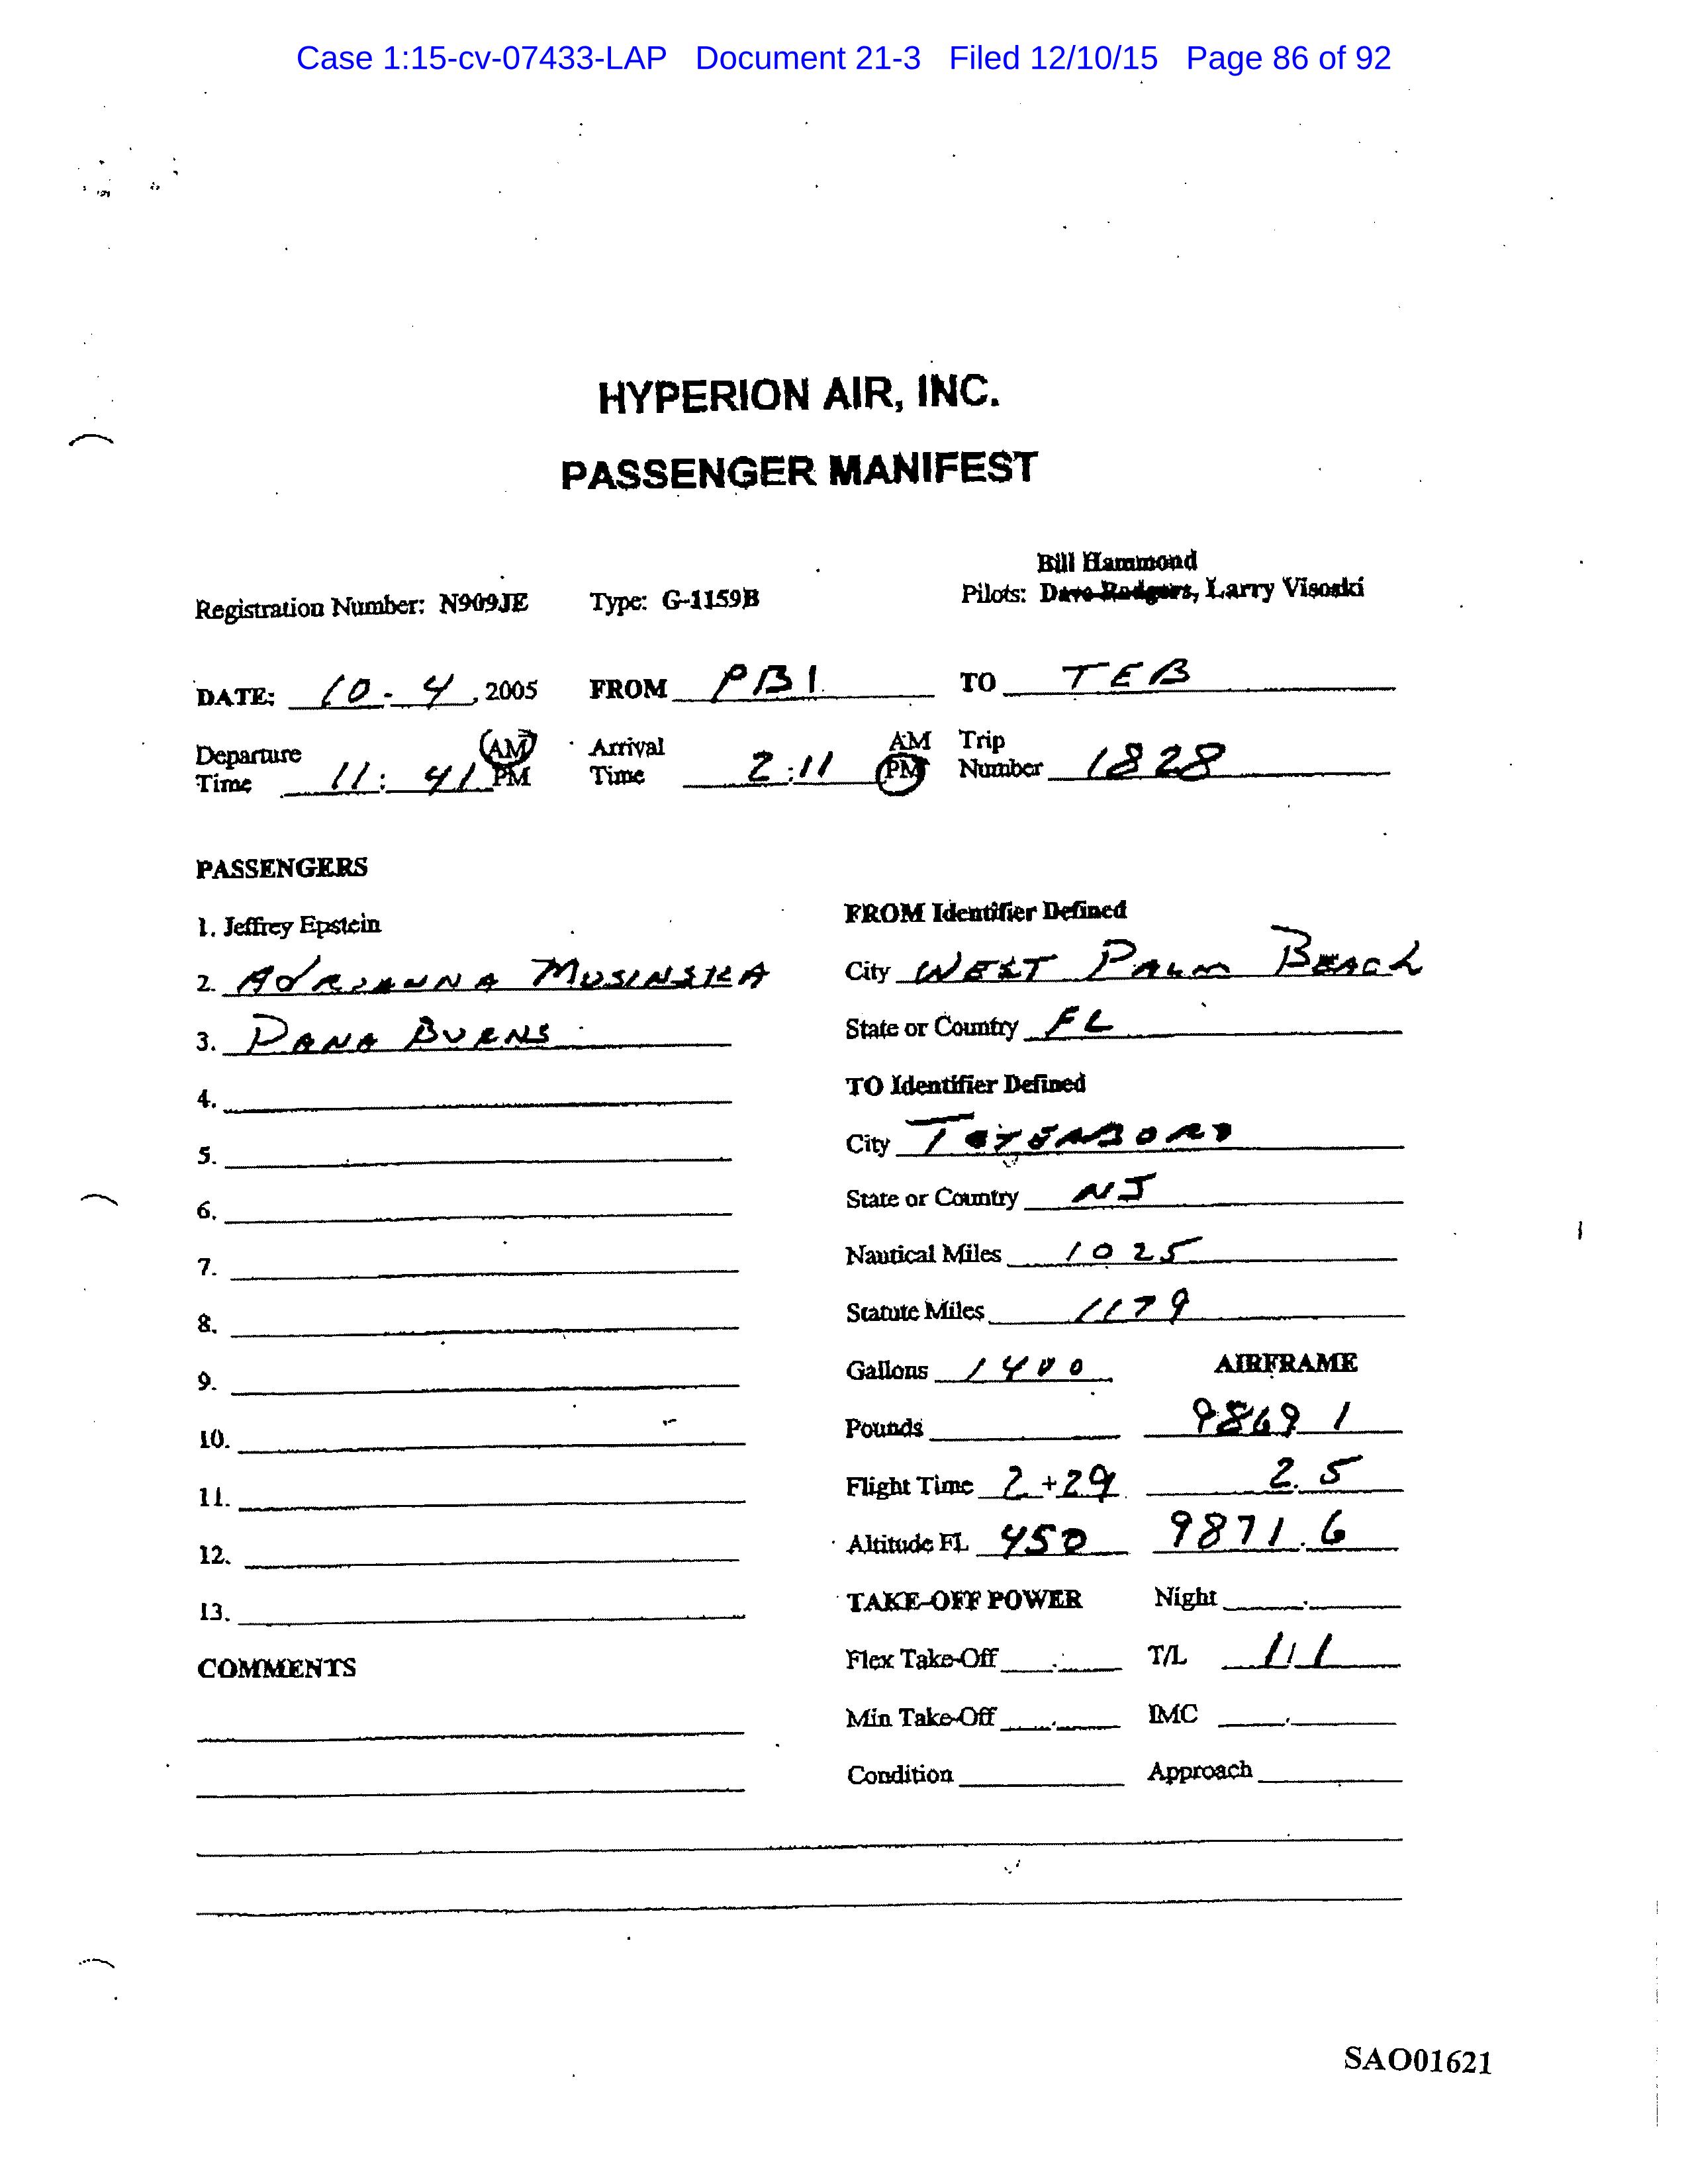 Case 1:15-cv-07433-LAP Document 21-3 Filed 12/10/15 Page 86 of 92
HYPERION AIR, INC.
PASSENGER MANIFEST
Bill Hammond
Registration Number: N909JE Type: G-1159B Pilots: Dave Rodgers, Larry Visoski
DATE: 10-4, 2005 FROM PBI TO TEB
Departure Time 11:41 AM PM Arrival Time 2:11 AM PM Trip Number 1828
PASSENGERS
1. Jeffrey Epstein
2. ADRIANNA MUSINSKA
3. DANA BURNS
4.
5.
6.
7.
8.
9.
10.
11.
12.
13.
COMMENTS
FROM Identifier Defined
City WEST PALM BEACH
State or Country FL
TO Identifier Defined
City TETERBORO
State or Country NJ
Nautical Miles 1025
Statute Miles 1179
Gallons 1400 AIRFRAME
Pounds 9869 1
Flight Time 2+29 2.5
Altitude FL 450 9871.6
TAKE-OFF POWER Night
Flex Take-Off T/L 1/1
Min Take-Off IMC
Condition Approach
SAO01621